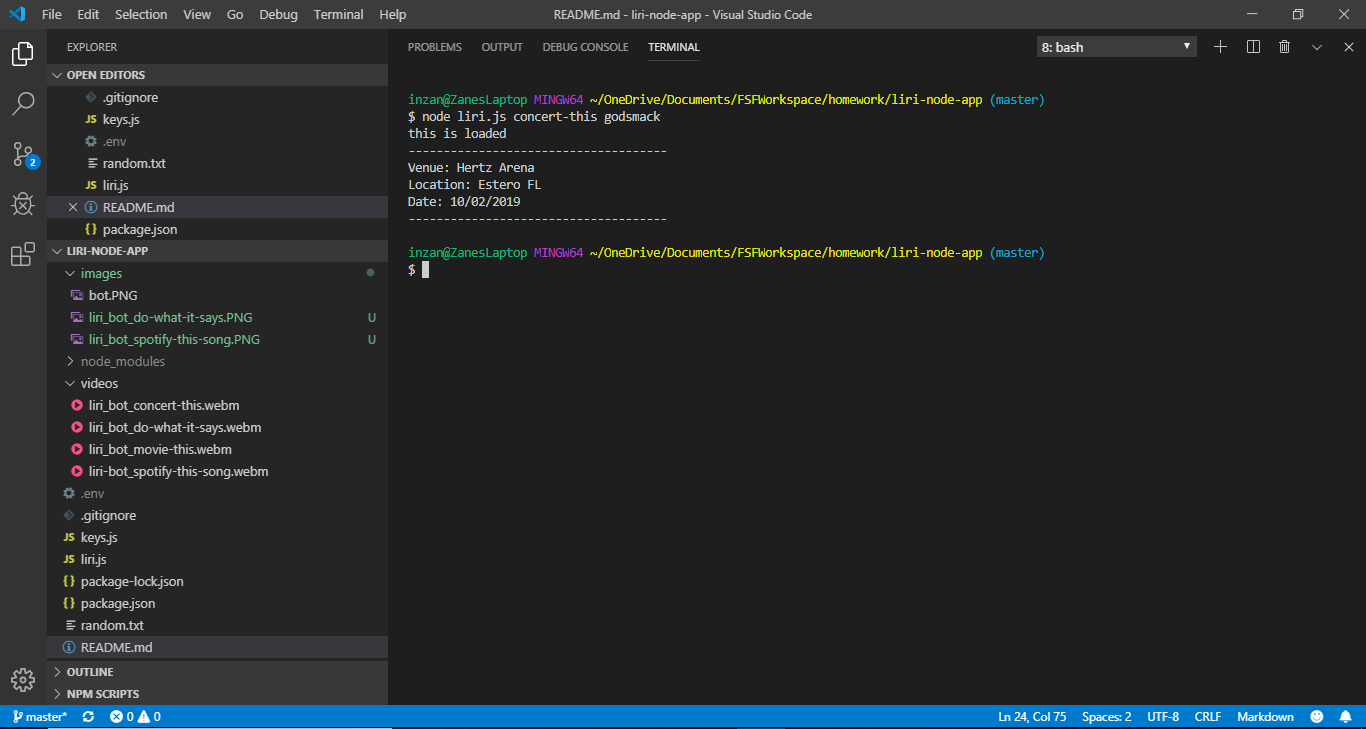 File Edit Selection View Go Debug Terminal Help README.md - liri-node-app - Visual Studio Code
EXPLORER
OPEN EDITORS
.gitignore
JS keys.js
.env
random.txt
JS liri.js
README.md
{} package.json
LIRI-NODE-APP
images
bot.PNG
liri_bot_do-what-it-says.PNG U
liri_bot_spotify-this-song.PNG U
node_modules
videos
liri_bot_concert-this.webm
liri_bot_do-what-it-says.webm
liri_bot_movie-this.webm
liri-bot_spotify-this-song.webm
.env
.gitignore
JS keys.js
JS liri.js
{} package-lock.json
{} package.json
random.txt
README.md
OUTLINE
NPM SCRIPTS
2
PROBLEMS OUTPUT DEBUG CONSOLE TERMINAL 8: bash
inzan@ZanesLaptop MINGW64 ~/OneDrive/Documents/FSFWorkspace/homework/liri-node-app (master)
$ node liri.js concert-this godsmack
this is loaded
-------------------------------------
Venue: Hertz Arena
Location: Estero FL
Date: 10/02/2019
-------------------------------------
inzan@ZanesLaptop MINGW64 ~/OneDrive/Documents/FSFWorkspace/homework/liri-node-app (master)
$
master* 0 0 Ln 24, Col 75 Spaces: 2 UTF-8 CRLF Markdown